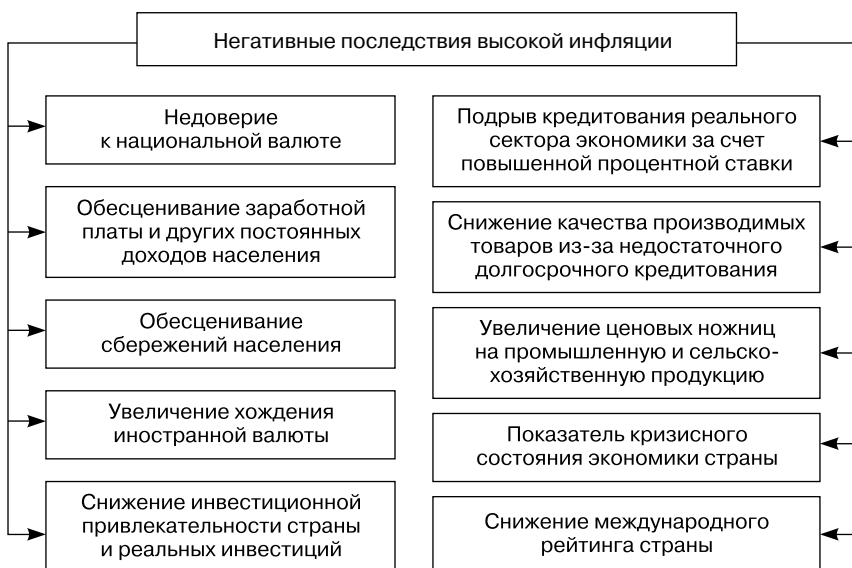 Негативные последствия высокой инфляции
Недоверие
к национальной валюте
Обесценивание заработной
платы и других постоянных
доходов населения
Обесценивание
сбережений населения
Увеличение хождения
иностранной валюты
Снижение инвестиционной
привлекательности страны
и реальных инвестиций
Подрыв кредитования реального
сектора экономики за счет
повышенной процентной ставки
Снижение качества производимых
товаров из-за недостаточного
долгосрочного кредитования
Увеличение ценовых ножниц
на промышленную и сельско-
хозяйственную продукцию
Показатель кризисного
состояния экономики страны
Снижение международного
рейтинга страны